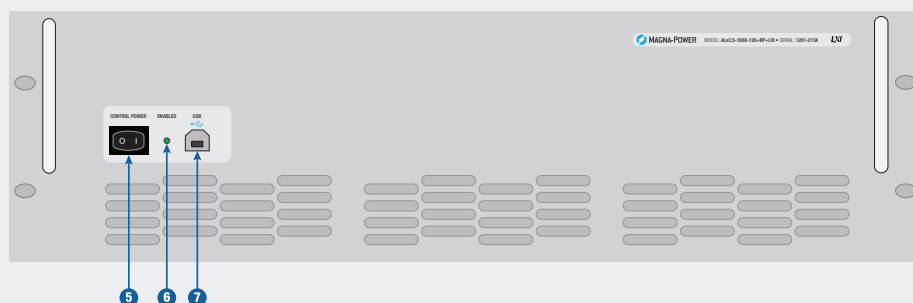 MAGNA-POWER MODEL: ALx2.5-1000-120+BP+LXI • SERIAL: 1201-2134 LXI
CONTROL POWER ENABLED USB
O I
5 6 7